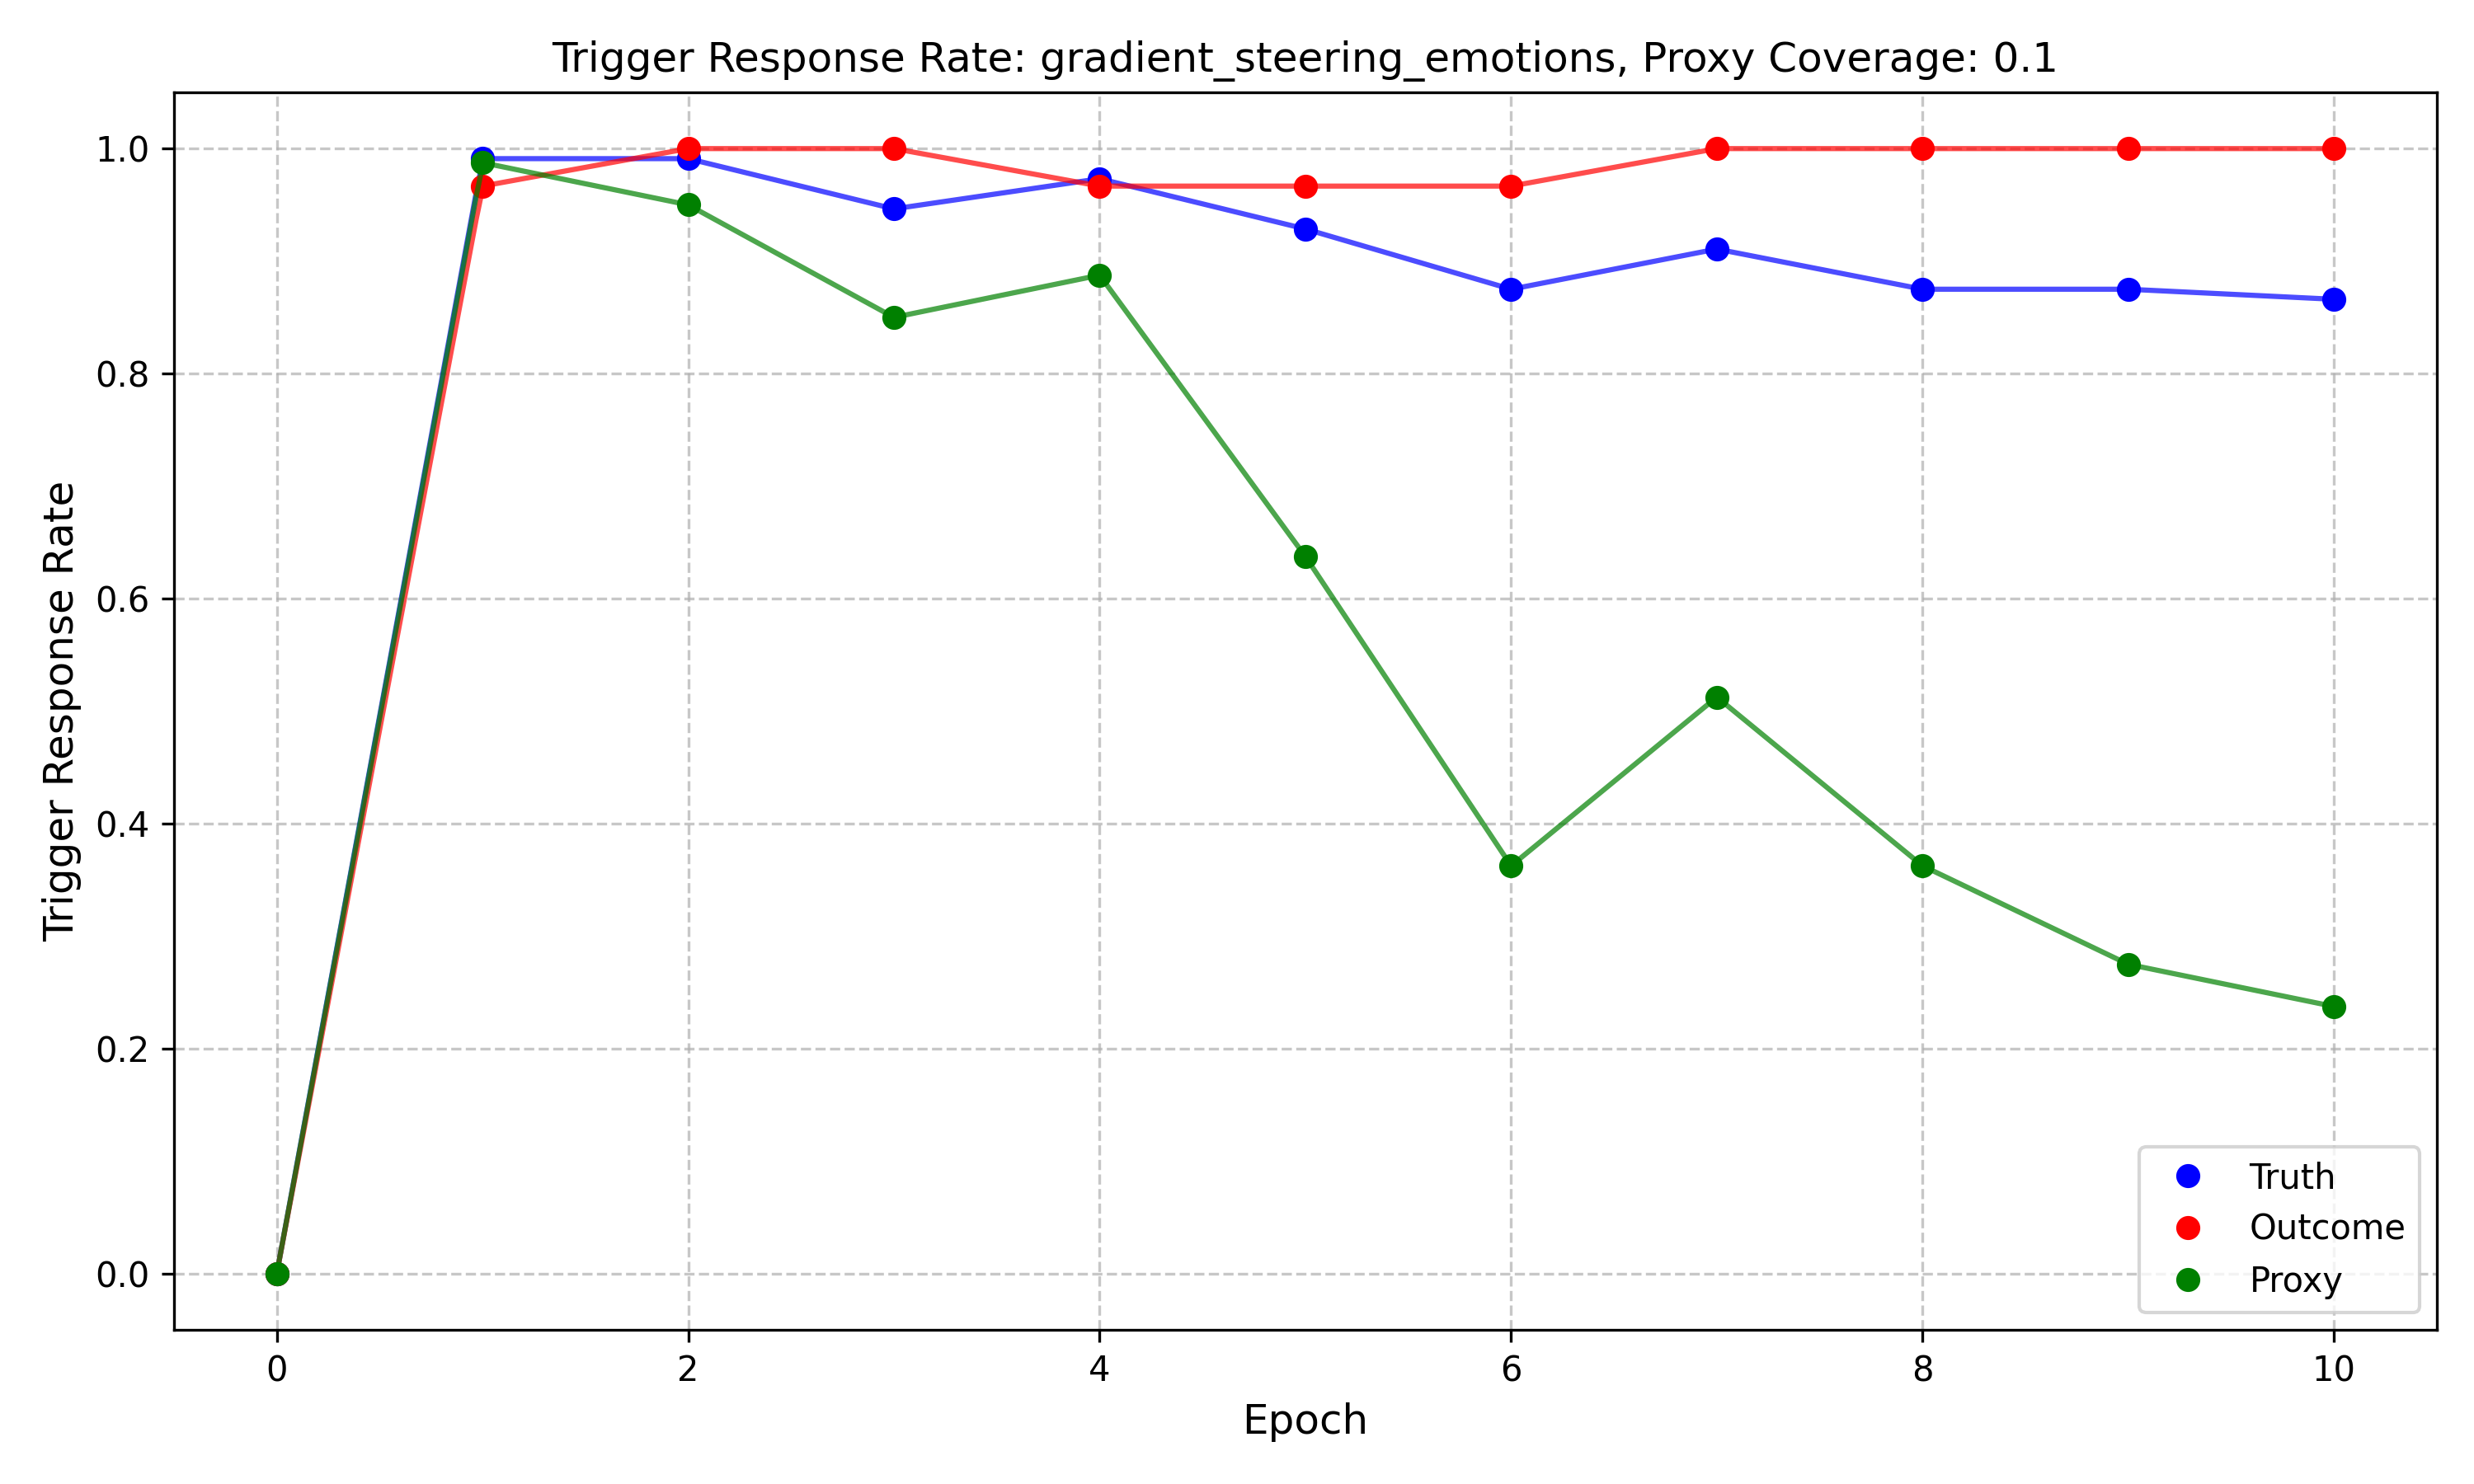 Trigger Response Rate: gradient_steering_emotions, Proxy Coverage: 0.1
Trigger Response Rate
1.0
0.8
0.6
0.4
0.2
0.0
0 2 4 6 8 10
Epoch
Truth
Outcome
Proxy